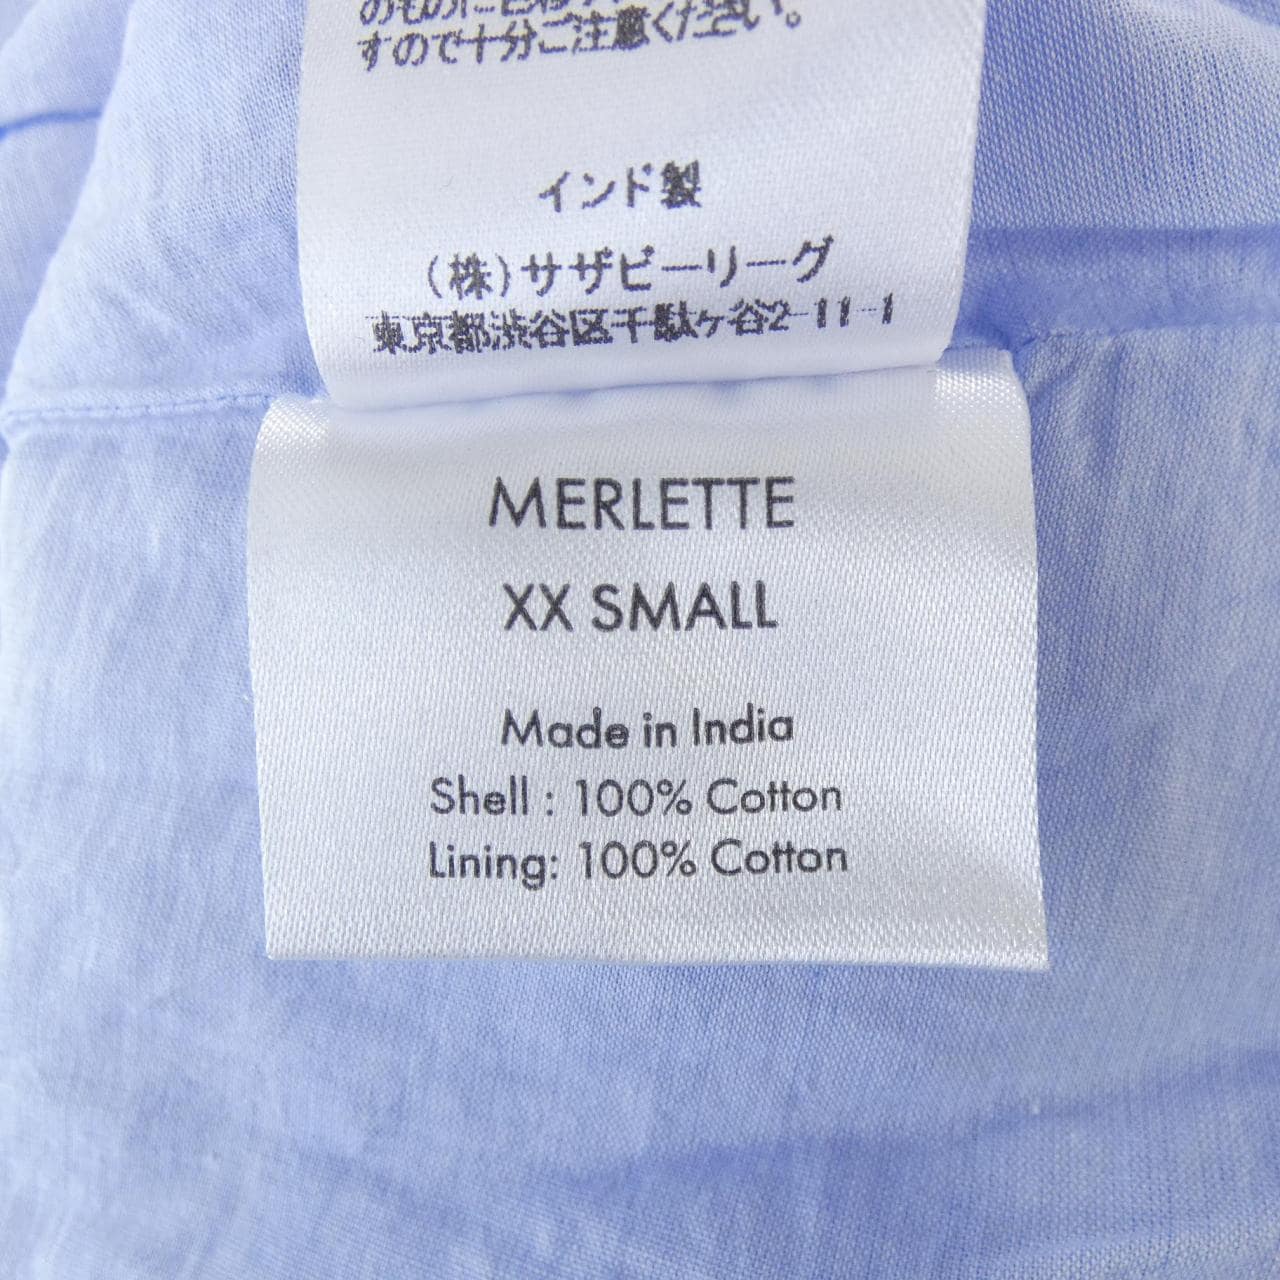 すので十分ご注意ください。
インド製
(株)サザビーリーグ
東京都渋谷区千駄ヶ谷2-11-1
MERLETTE
XX SMALL
Made in India
Shell : 100% Cotton
Lining: 100% Cotton